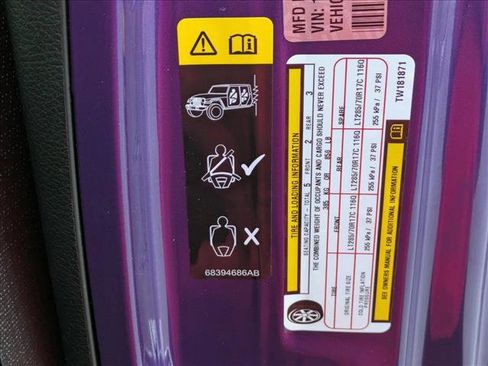 MFD
VIN: 1
VEHIC
68394686AB
TIRE AND LOADING INFORMATION
SEATING CAPACITY - TOTAL 5 FRONT 2 REAR 3
THE COMBINED WEIGHT OF OCCUPANTS AND CARGO SHOULD NEVER EXCEED
385 KG OR 850 LB
TIRE FRONT REAR SPARE
ORIGINAL TIRE SIZE LT285/70R17C 116Q LT285/70R17C 116Q LT285/70R17C 116Q
COLD TIRE INFLATION
PRESSURE 255 kPa / 37 PSI 255 kPa / 37 PSI 255 kPa / 37 PSI
SEE OWNERS MANUAL FOR ADDITIONAL INFORMATION
TW181871